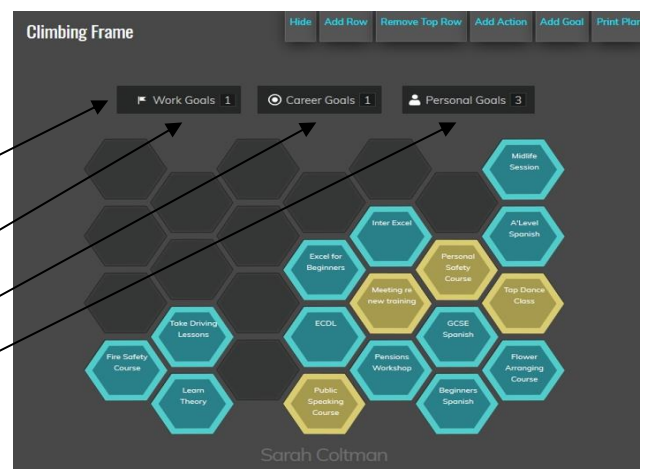 Climbing Frame
Hide
Add Row
Remove Top Row
Add Action
Add Goal
Print Plan
Work Goals 1
Career Goals 1
Personal Goals 3
Midlife
Session
Inter Excel
A'Level
Spanish
Excel for
Beginners
Personal
Safety
Course
Meeting re
new training
Tap Dance
Class
Take Driving
Lessons
ECDL
GCSE
Spanish
Fire Safety
Course
Pensions
Workshop
Flower
Arranging
Course
Learn
Theory
Public
Speaking
Course
Beginners
Spanish
Sarah Coltman